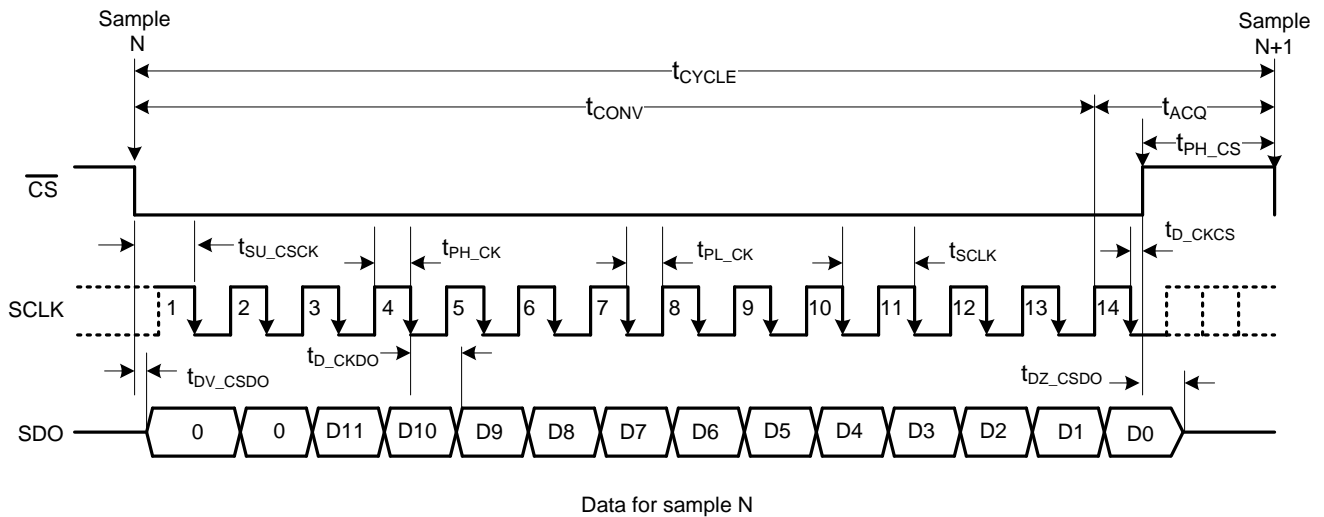 Sample
N
Sample
N+1
tCYCLE
tCONV
tACQ
tPH_CS
CS
tSU_CSCK
tPH_CK
tPL_CK
tSCLK
tD_CKCS
SCLK
1 2 3 4 5 6 7 8 9 10 11 12 13 14
tD_CKDO
tDV_CSDO
tDZ_CSDO
SDO
0 0 D11 D10 D9 D8 D7 D6 D5 D4 D3 D2 D1 D0
Data for sample N